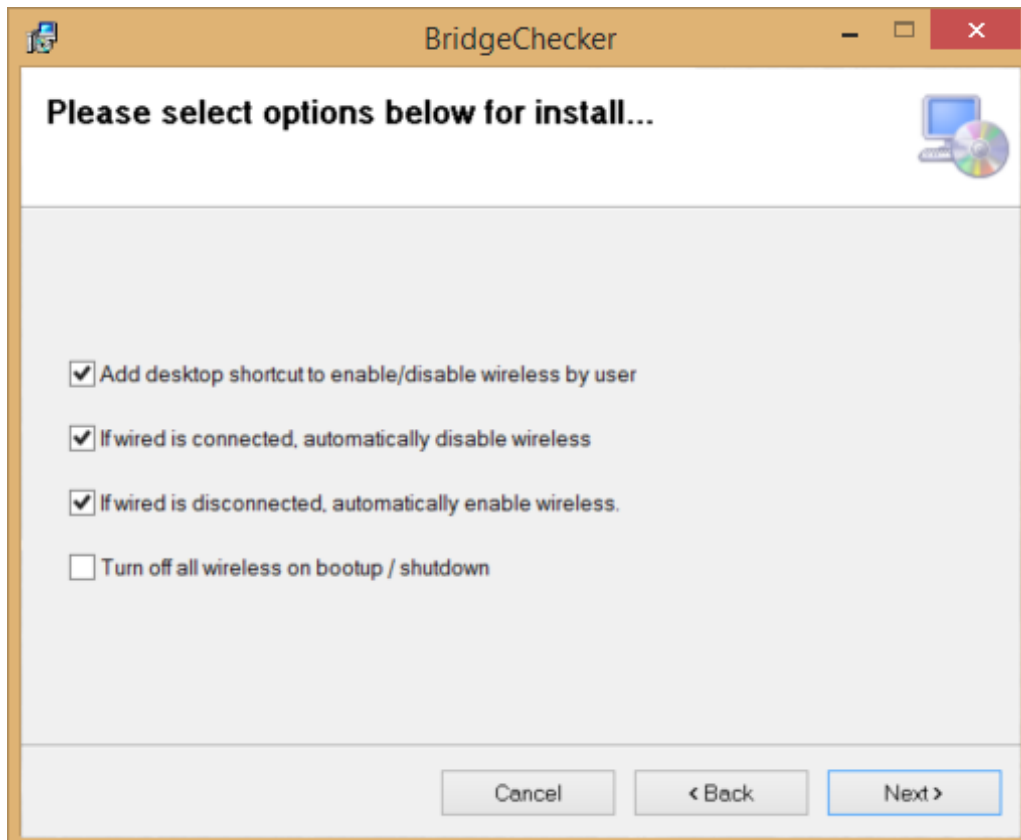 BridgeChecker
Please select options below for install...
Add desktop shortcut to enable/disable wireless by user
If wired is connected, automatically disable wireless
If wired is disconnected, automatically enable wireless.
Turn off all wireless on bootup / shutdown
Cancel
< Back
Next >